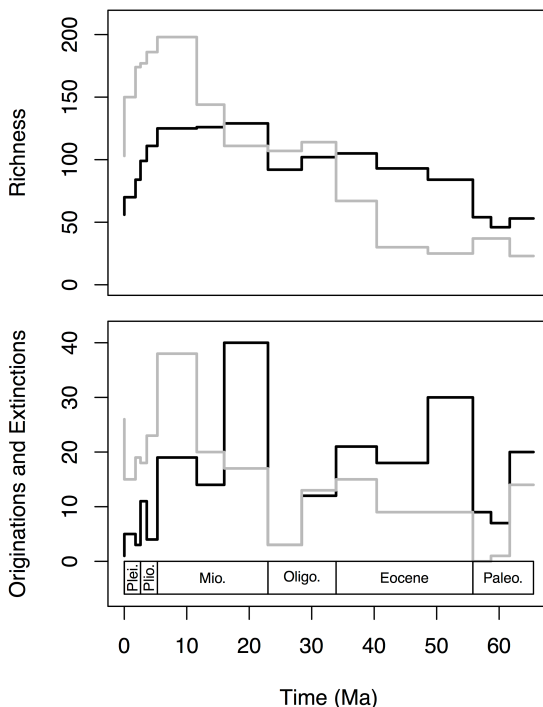 200
150
100
50
0
Richness
40
30
20
10
0
Originations and Extinctions
Plei.
Plio.
Mio.
Oligo.
Eocene
Paleo.
0 10 20 30 40 50 60
Time (Ma)